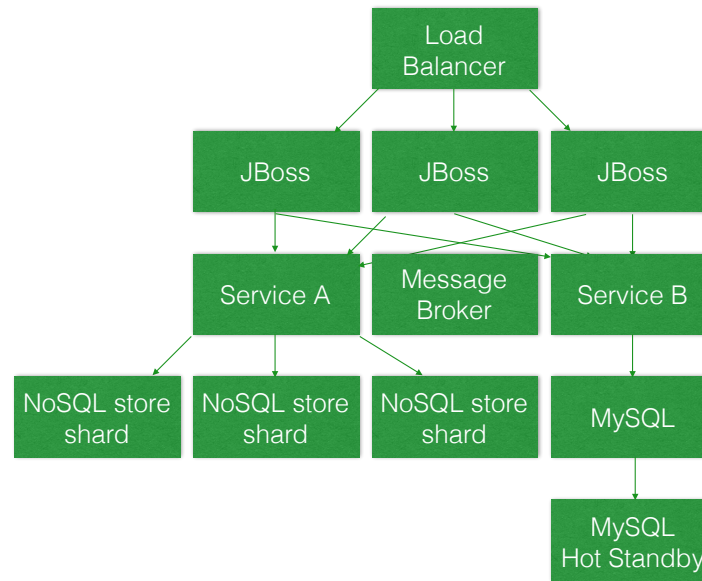 Load
Balancer
JBoss
JBoss
JBoss
Service A
Message
Broker
Service B
NoSQL store
shard
NoSQL store
shard
NoSQL store
shard
MySQL
MySQL
Hot Standby